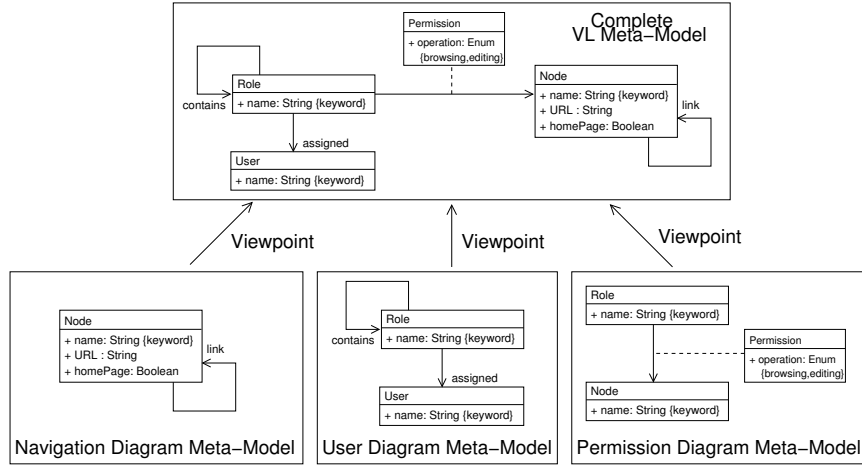 Complete
VL Meta−Model
Permission
+ operation: Enum
{browsing,editing}
Role
+ name: String {keyword}
contains
assigned
User
+ name: String {keyword}
Node
+ name: String {keyword}
+ URL : String
+ homePage: Boolean
link
Viewpoint
Viewpoint
Viewpoint
Node
+ name: String {keyword}
+ URL : String
+ homePage: Boolean
link
Navigation Diagram Meta−Model
Role
+ name: String {keyword}
contains
assigned
User
+ name: String {keyword}
User Diagram Meta−Model
Role
+ name: String {keyword}
Permission
+ operation: Enum
{browsing,editing}
Node
+ name: String {keyword}
Permission Diagram Meta−Model